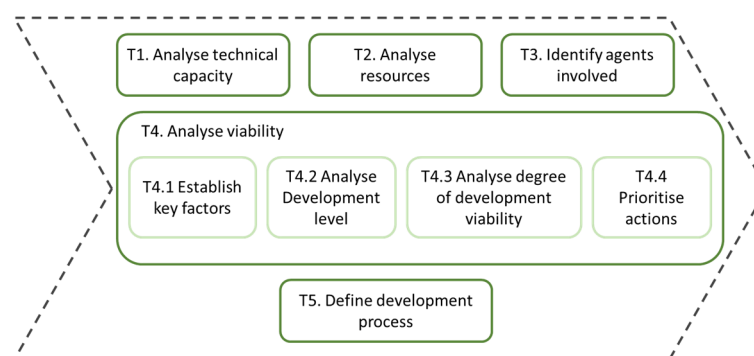 T1. Analyse technical
capacity
T2. Analyse
resources
T3. Identify agents
involved
T4. Analyse viability
T4.1 Establish
key factors
T4.2 Analyse
Development
level
T4.3 Analyse degree
of development
viability
T4.4
Prioritise
actions
T5. Define development
process